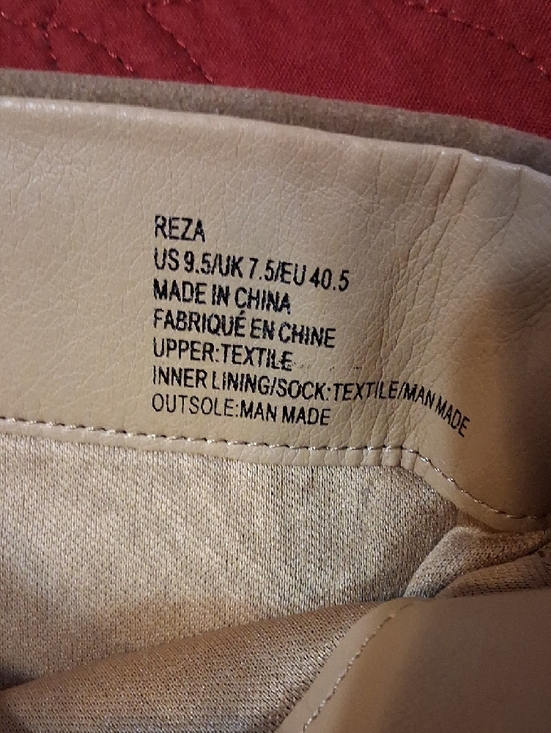 REZA
US 9.5/UK 7.5/EU 40.5
MADE IN CHINA
FABRIQUÉ EN CHINE
UPPER:TEXTILE
INNER LINING/SOCK:TEXTILE/MAN MADE
OUTSOLE:MAN MADE